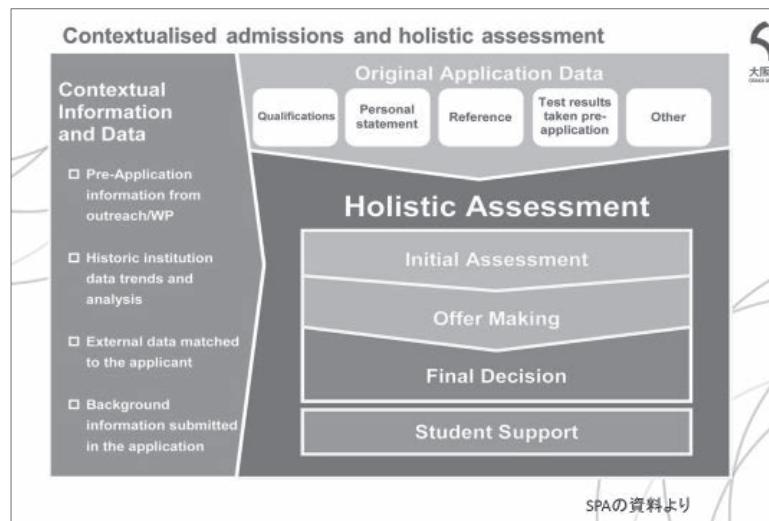 Contextualised admissions and holistic assessment
大阪
Original Application Data
Contextual
Information
and Data
Qualifications
Personal
statement
Reference
Test results
taken pre-
application
Other
□ Pre-Application
information from
outreach/WP
□ Historic institution
data trends and
analysis
□ External data matched
to the applicant
□ Background
information submitted
in the application
Holistic Assessment
Initial Assessment
Offer Making
Final Decision
Student Support
SPAの資料より